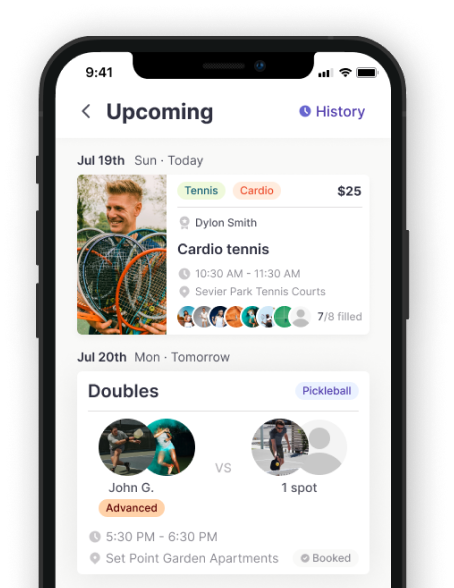 9:41
Upcoming
History
Jul 19th Sun · Today
Tennis Cardio $25
Dylon Smith
Cardio tennis
10:30 AM - 11:30 AM
Sevier Park Tennis Courts
7/8 filled
Jul 20th Mon · Tomorrow
Doubles
Pickleball
VS
John G.
1 spot
Advanced
5:30 PM - 6:30 PM
Set Point Garden Apartments
Booked